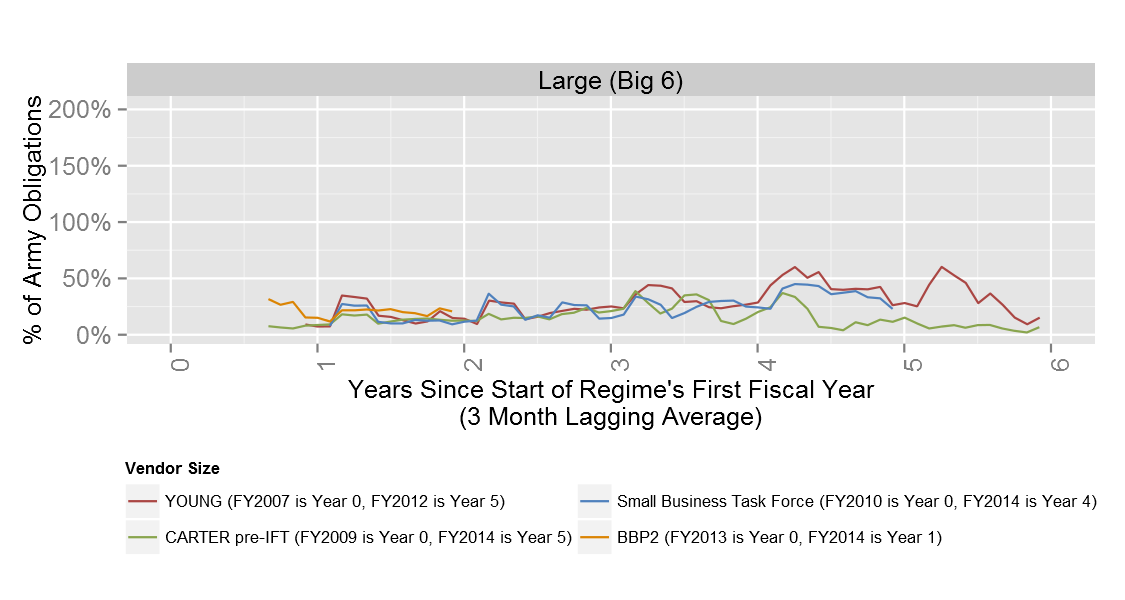 Large (Big 6)
% of Army Obligations
200%
150%
100%
50%
0%
0 1 2 3 4 5 6
Years Since Start of Regime's First Fiscal Year
(3 Month Lagging Average)
Vendor Size
YOUNG (FY2007 is Year 0, FY2012 is Year 5)
Small Business Task Force (FY2010 is Year 0, FY2014 is Year 4)
CARTER pre-IFT (FY2009 is Year 0, FY2014 is Year 5)
BBP2 (FY2013 is Year 0, FY2014 is Year 1)